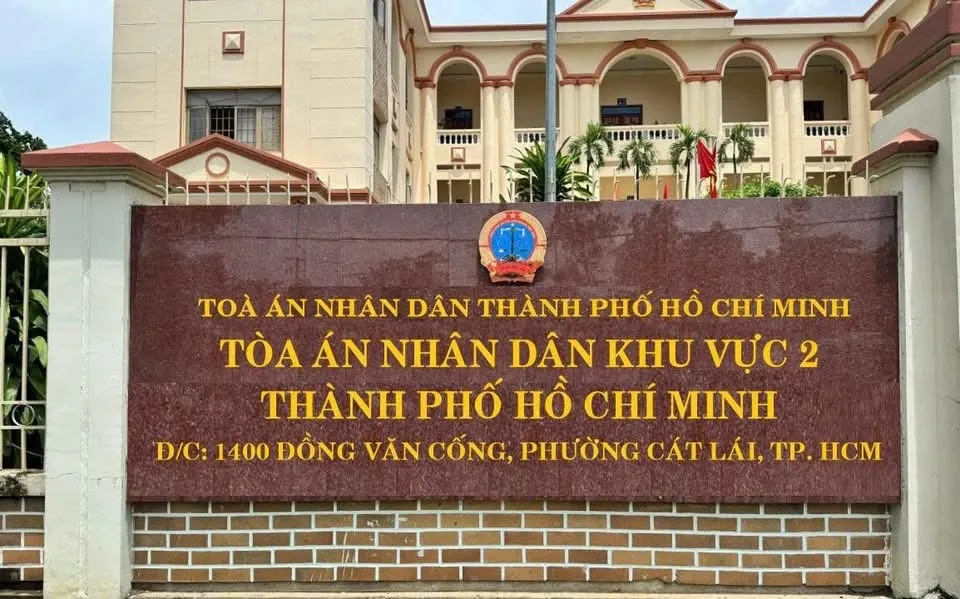 TOÀ ÁN NHÂN DÂN THÀNH PHỐ HỒ CHÍ MINH
TÒA ÁN NHÂN DÂN KHU VỰC 2
THÀNH PHỐ HỒ CHÍ MINH
Đ/C: 1400 ĐỒNG VĂN CỐNG, PHƯỜNG CÁT LÁI, TP. HCM